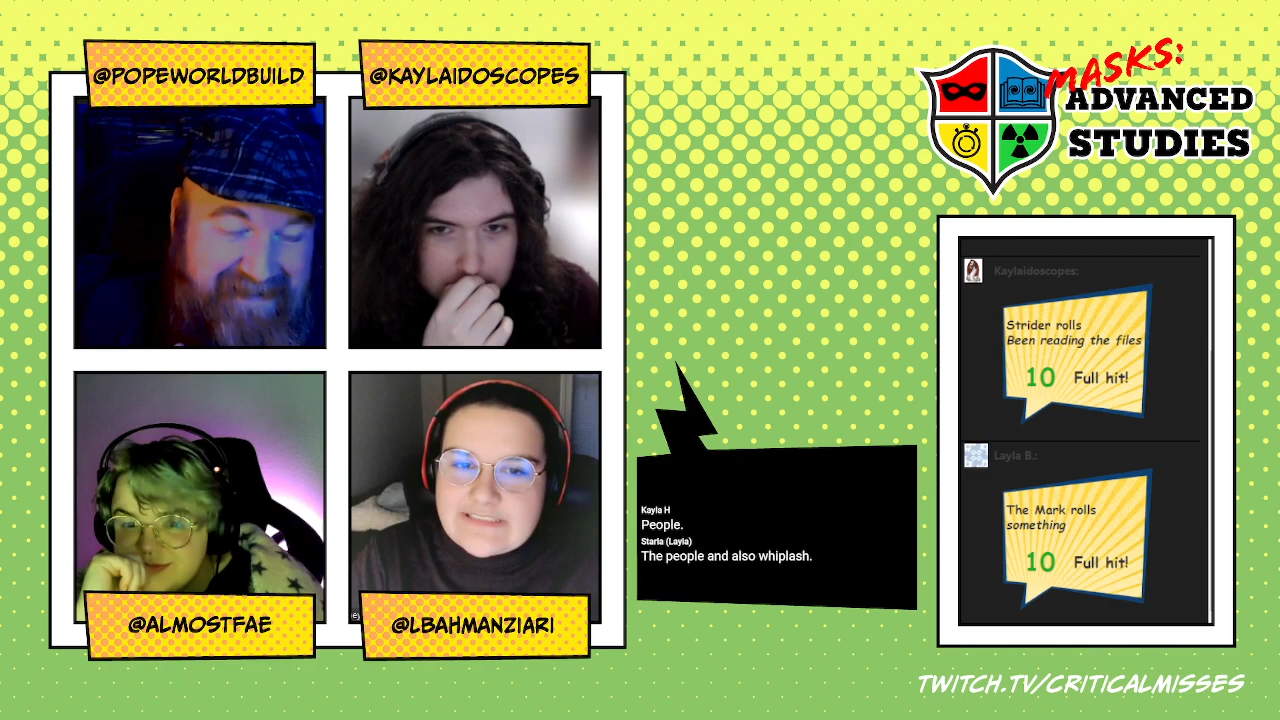 @POPEWORLDBUILD
@KAYLAIDOSCOPES
@ALMOSTFAE
@LBAHMANZIARI
Kayla H
People.
Starla (Layla)
The people and also whiplash.
MASKS:
ADVANCED
STUDIES
Kaylaidoscopes:
Strider rolls
Been reading the files
10 Full hit!
Layla B.:
The Mark rolls
something
10 Full hit!
TWITCH.TV/CRITICALMISSES